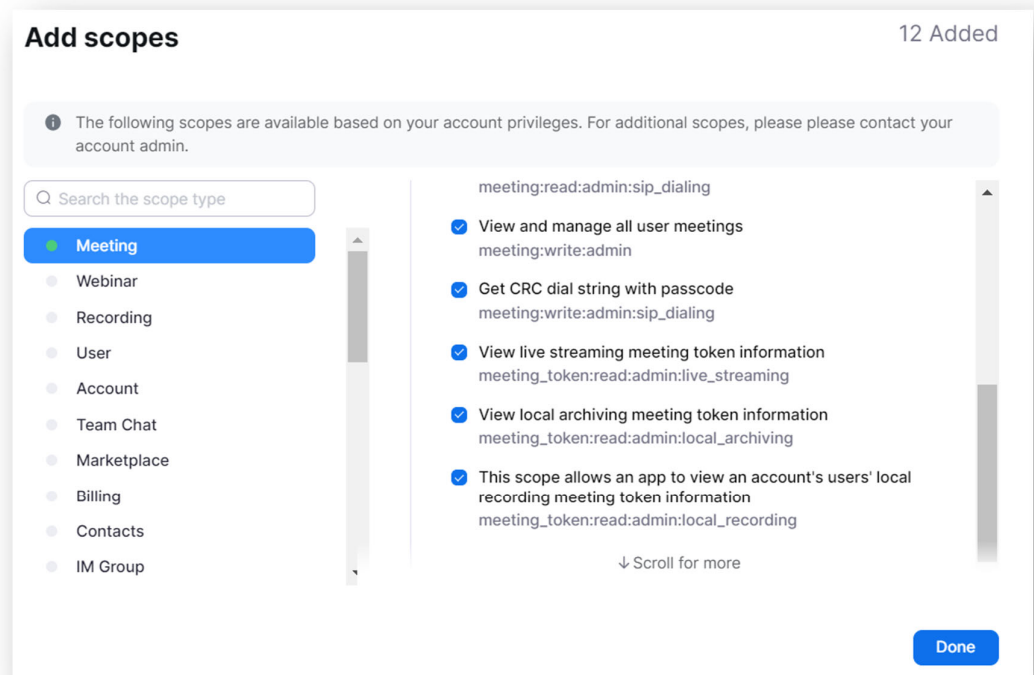 Add scopes
12 Added
The following scopes are available based on your account privileges. For additional scopes, please please contact your
account admin.
Search the scope type
Meeting
Webinar
Recording
User
Account
Team Chat
Marketplace
Billing
Contacts
IM Group
meeting:read:admin:sip_dialing
View and manage all user meetings
meeting:write:admin
Get CRC dial string with passcode
meeting:write:admin:sip_dialing
View live streaming meeting token information
meeting_token:read:admin:live_streaming
View local archiving meeting token information
meeting_token:read:admin:local_archiving
This scope allows an app to view an account's users' local
recording meeting token information
meeting_token:read:admin:local_recording
↓ Scroll for more
Done